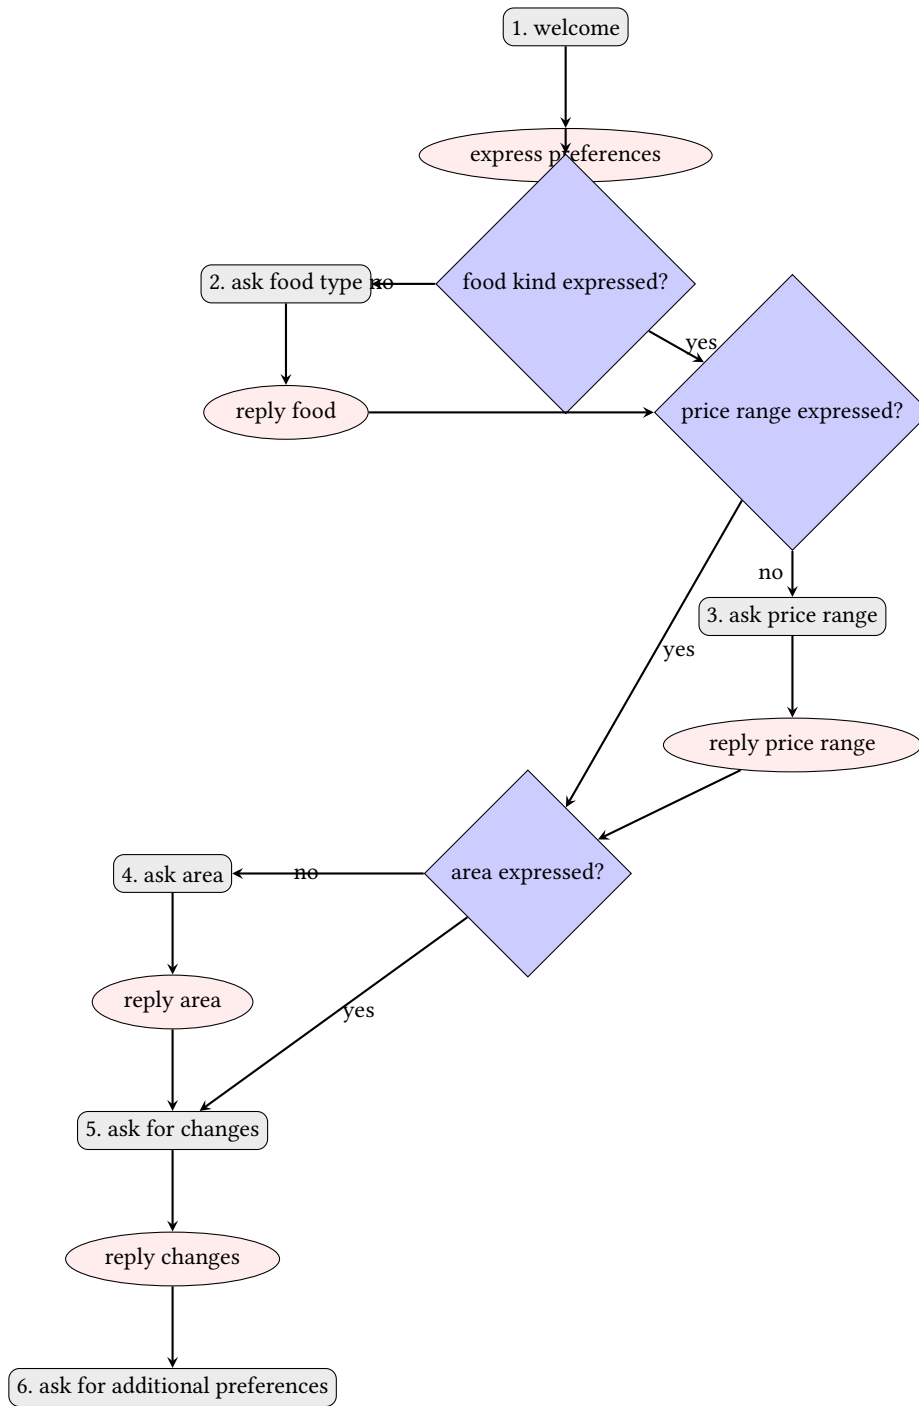 1. welcome
express preferences
food kind expressed?
no
2. ask food type
yes
reply food
price range expressed?
no
3. ask price range
yes
reply price range
area expressed?
no
4. ask area
reply area
yes
5. ask for changes
reply changes
6. ask for additional preferences